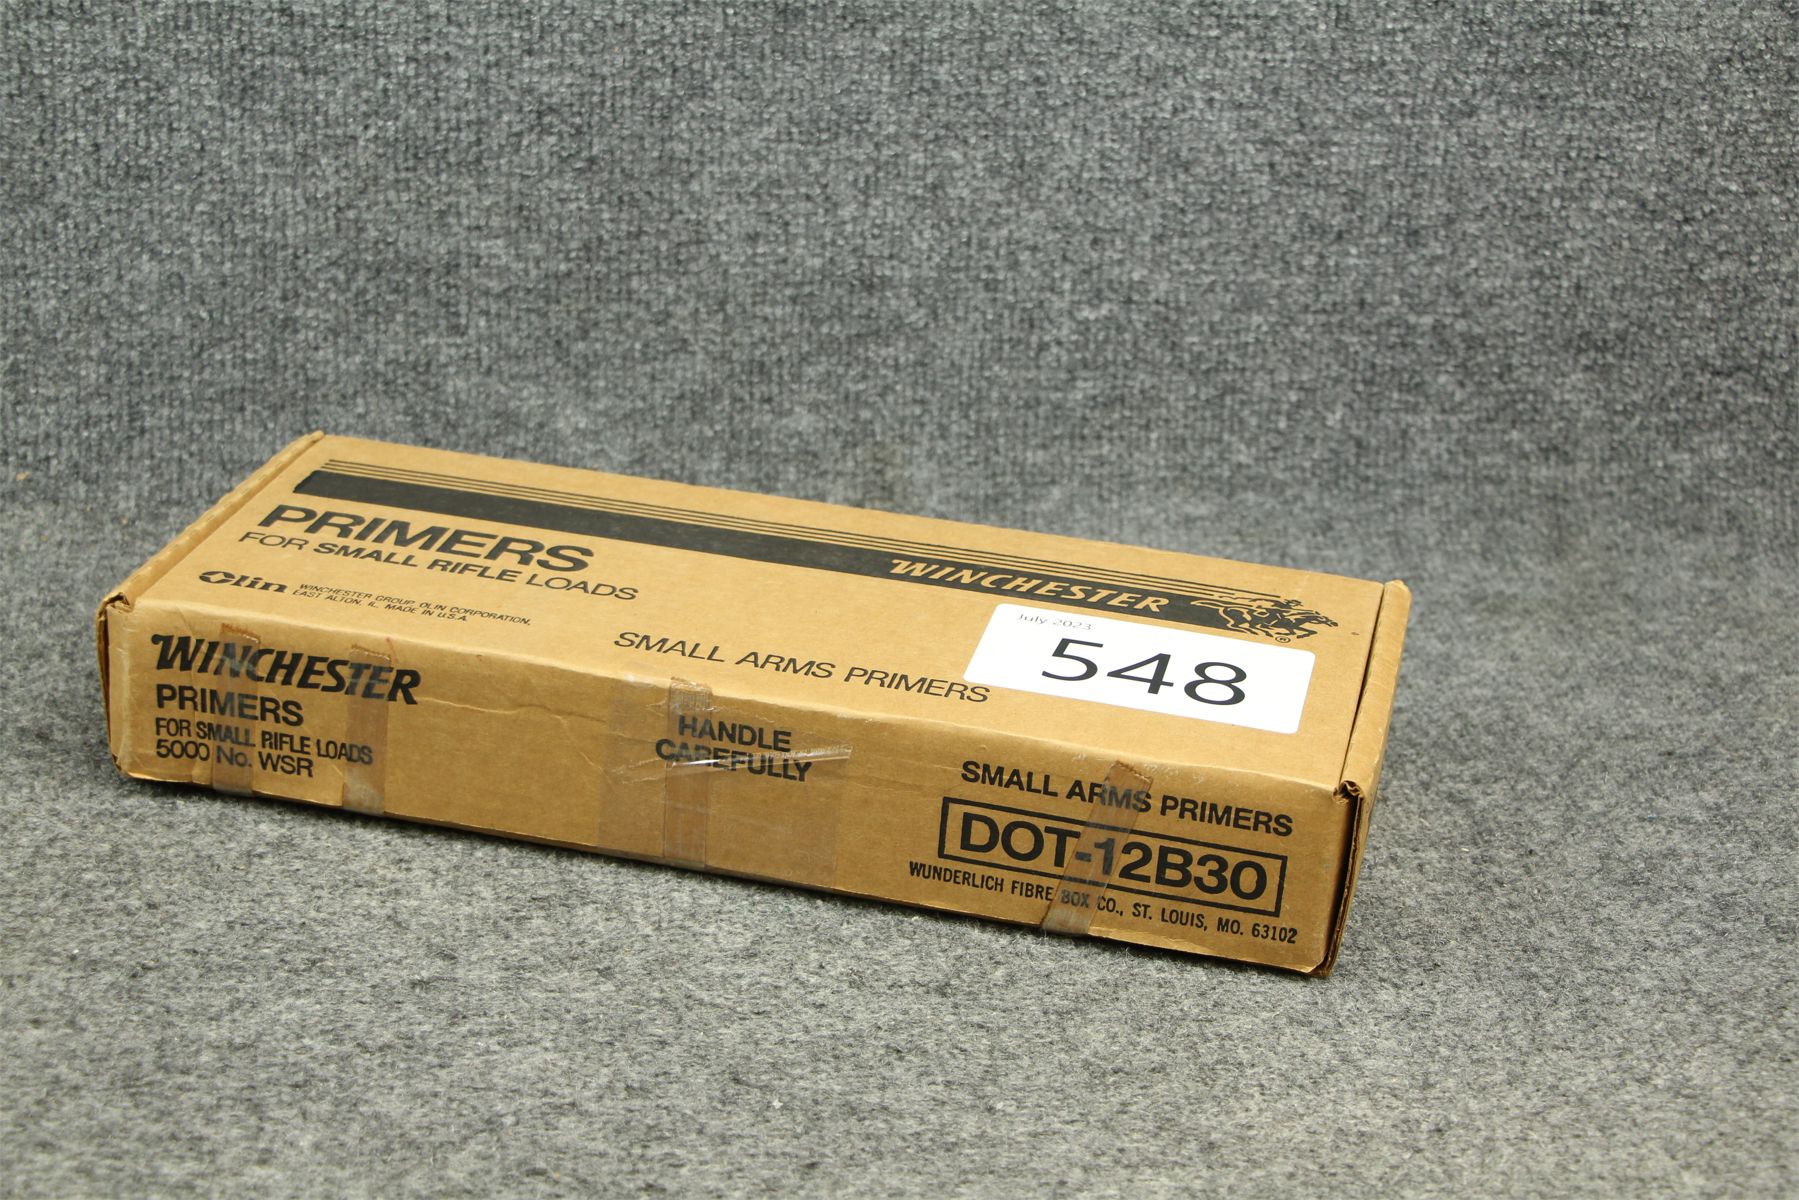 WINCHESTER
PRIMERS
FOR SMALL RIFLE LOADS
Olin WINCHESTER GROUP, OLIN CORPORATION,
EAST ALTON, IL. MADE IN U.S.A.
SMALL ARMS PRIMERS
July 2023
548
WINCHESTER
PRIMERS
FOR SMALL RIFLE LOADS
5000 No. WSR
HANDLE
CAREFULLY
SMALL ARMS PRIMERS
DOT-12B30
WUNDERLICH FIBRE BOX CO., ST. LOUIS, MO. 63102